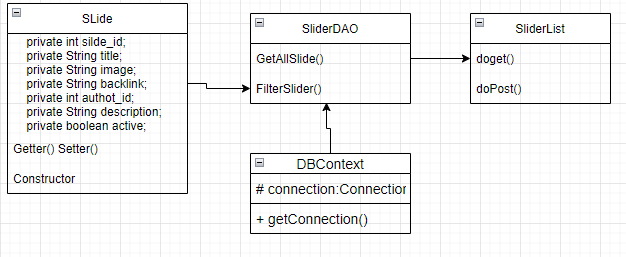 SLide
private int silde_id;
private String title;
private String image;
private String backlink;
private int authot_id;
private String description;
private boolean active;
Getter() Setter()
Constructor
SliderDAO
GetAllSlide()
FilterSlider()
SliderList
doget()
doPost()
DBContext
# connection:Connection
+ getConnection()